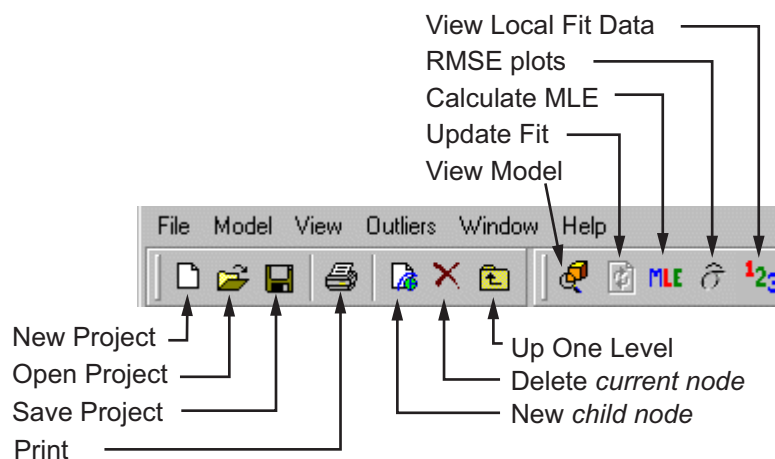 View Local Fit Data
RMSE plots
Calculate MLE
Update Fit
View Model
File Model View Outliers Window Help
MLE σ̂ 123
New Project
Open Project
Save Project
Print
Up One Level
Delete current node
New child node